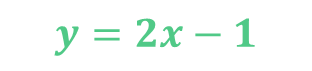 y = 2x − 1